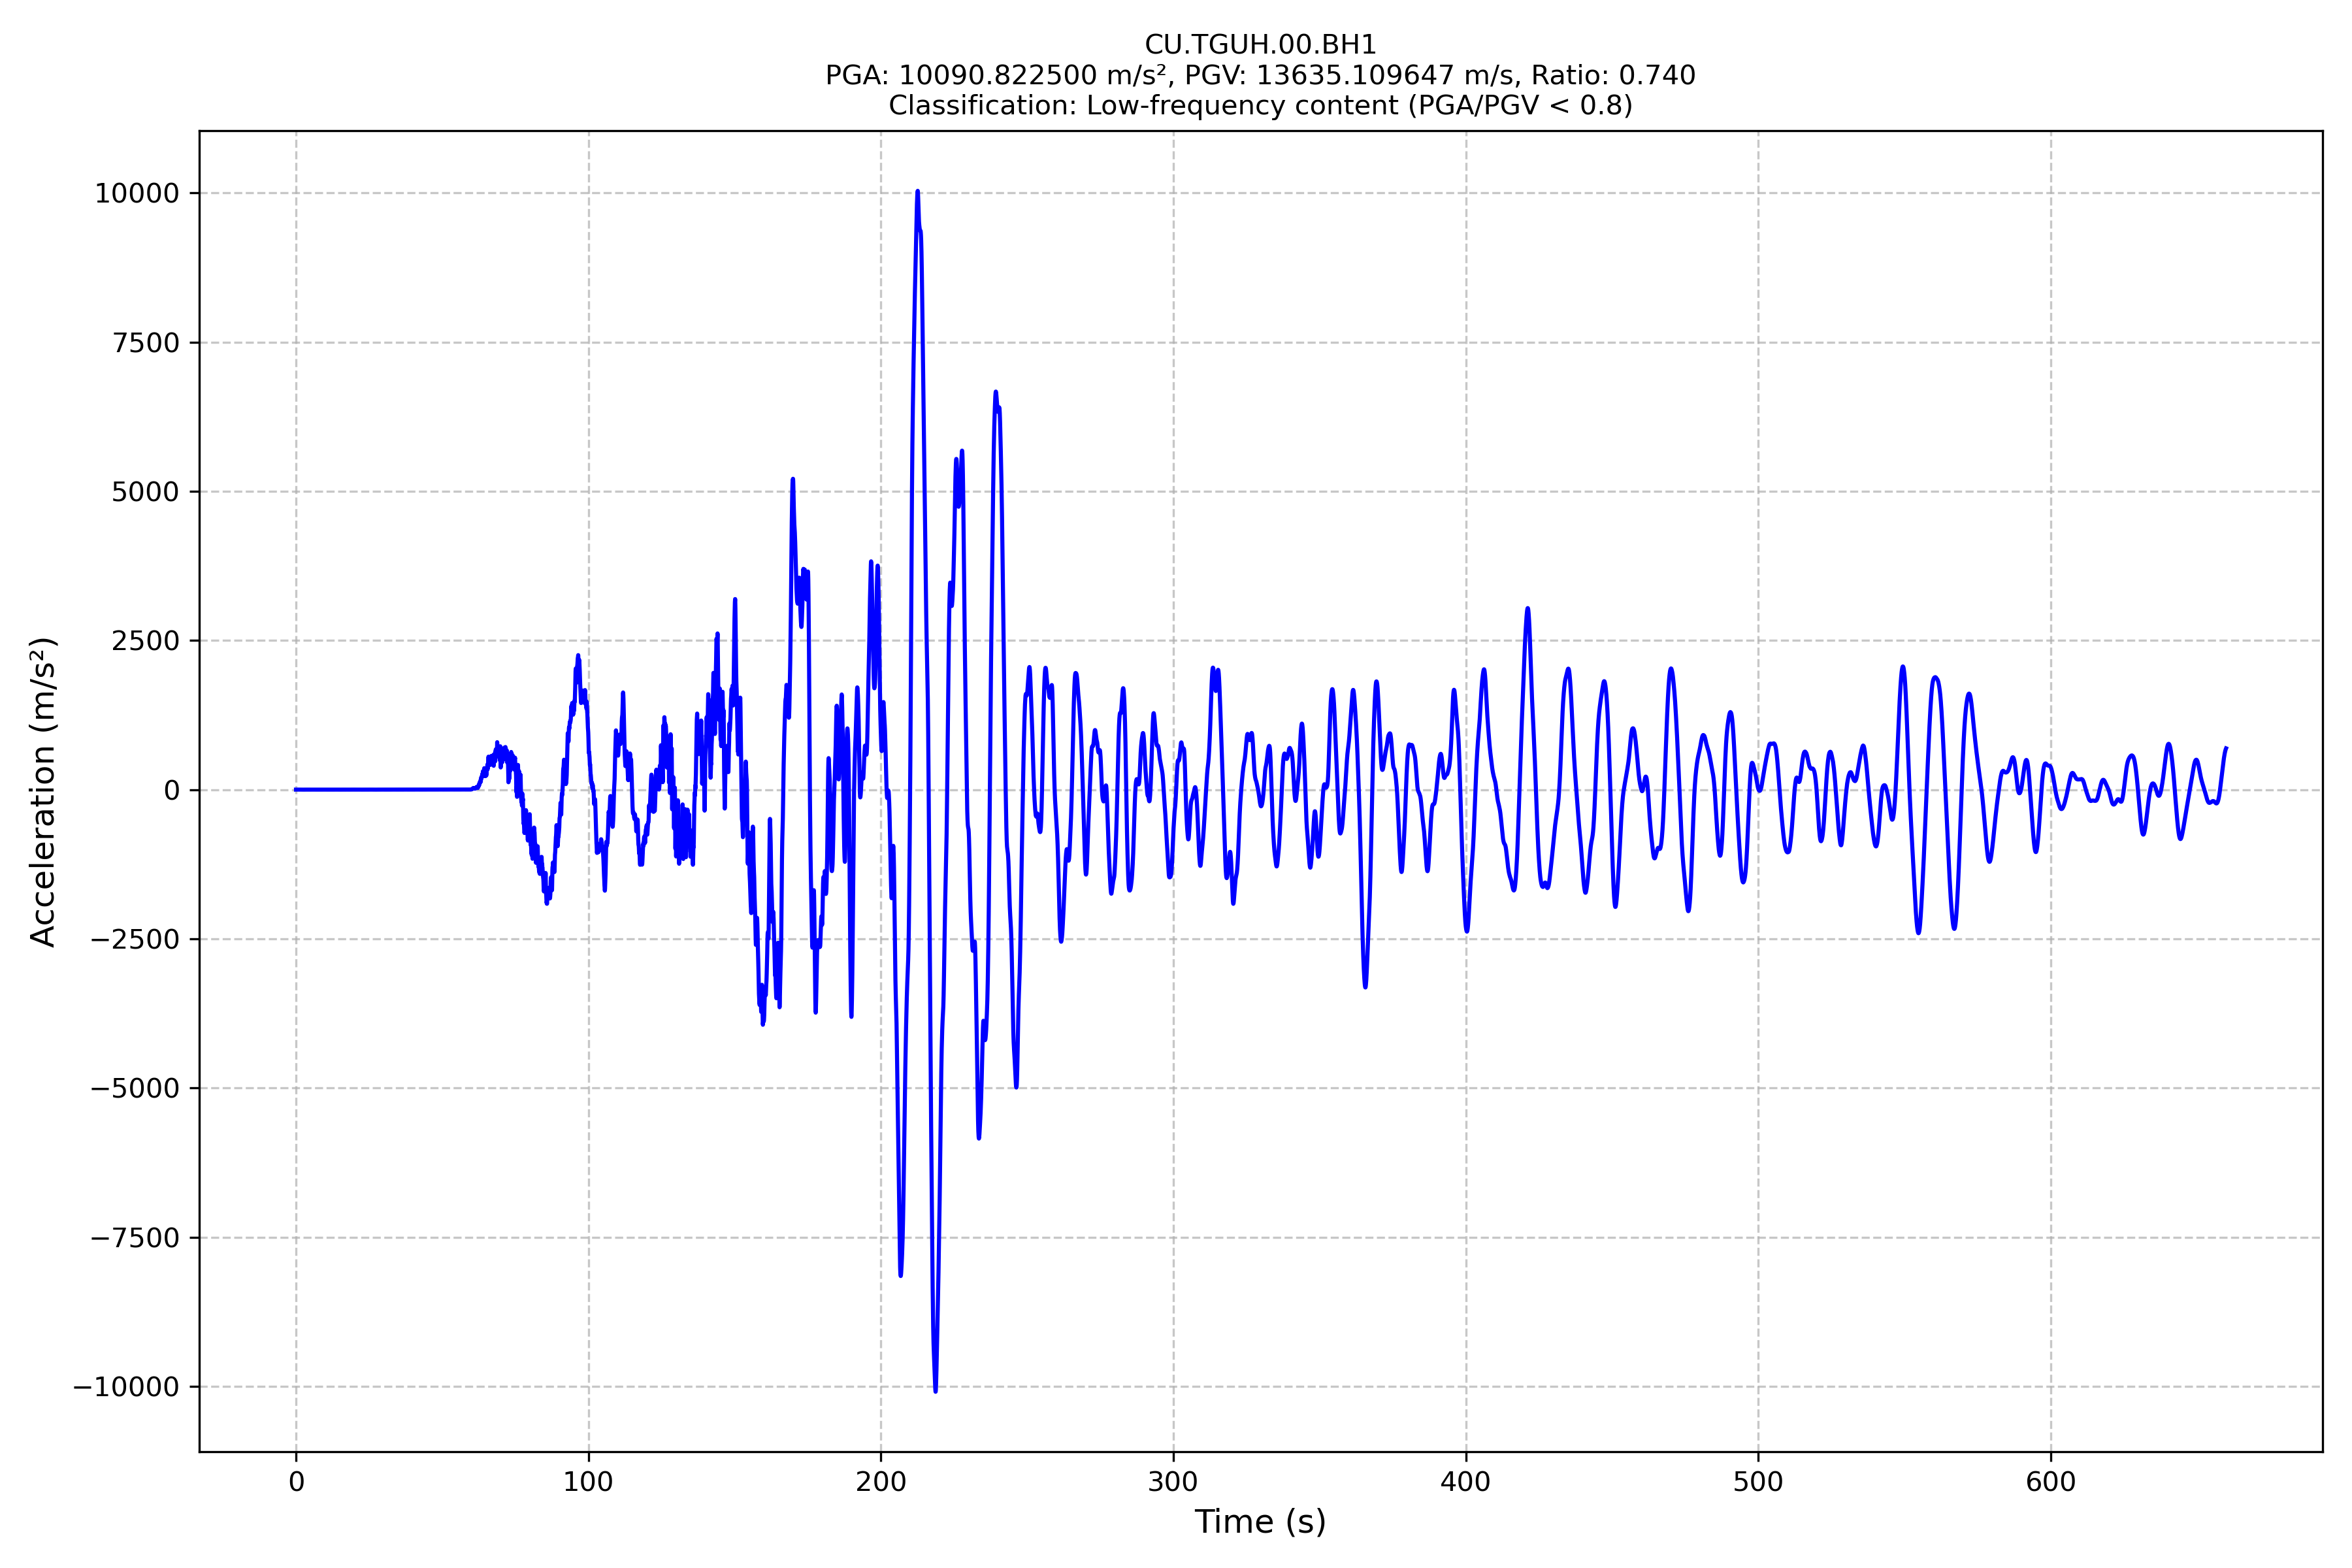 CU.TGUH.00.BH1
PGA: 10090.822500 m/s², PGV: 13635.109647 m/s, Ratio: 0.740
Classification: Low-frequency content (PGA/PGV < 0.8)
10000
7500
5000
2500
0
−2500
−5000
−7500
−10000
Acceleration (m/s²)
0 100 200 300 400 500 600
Time (s)